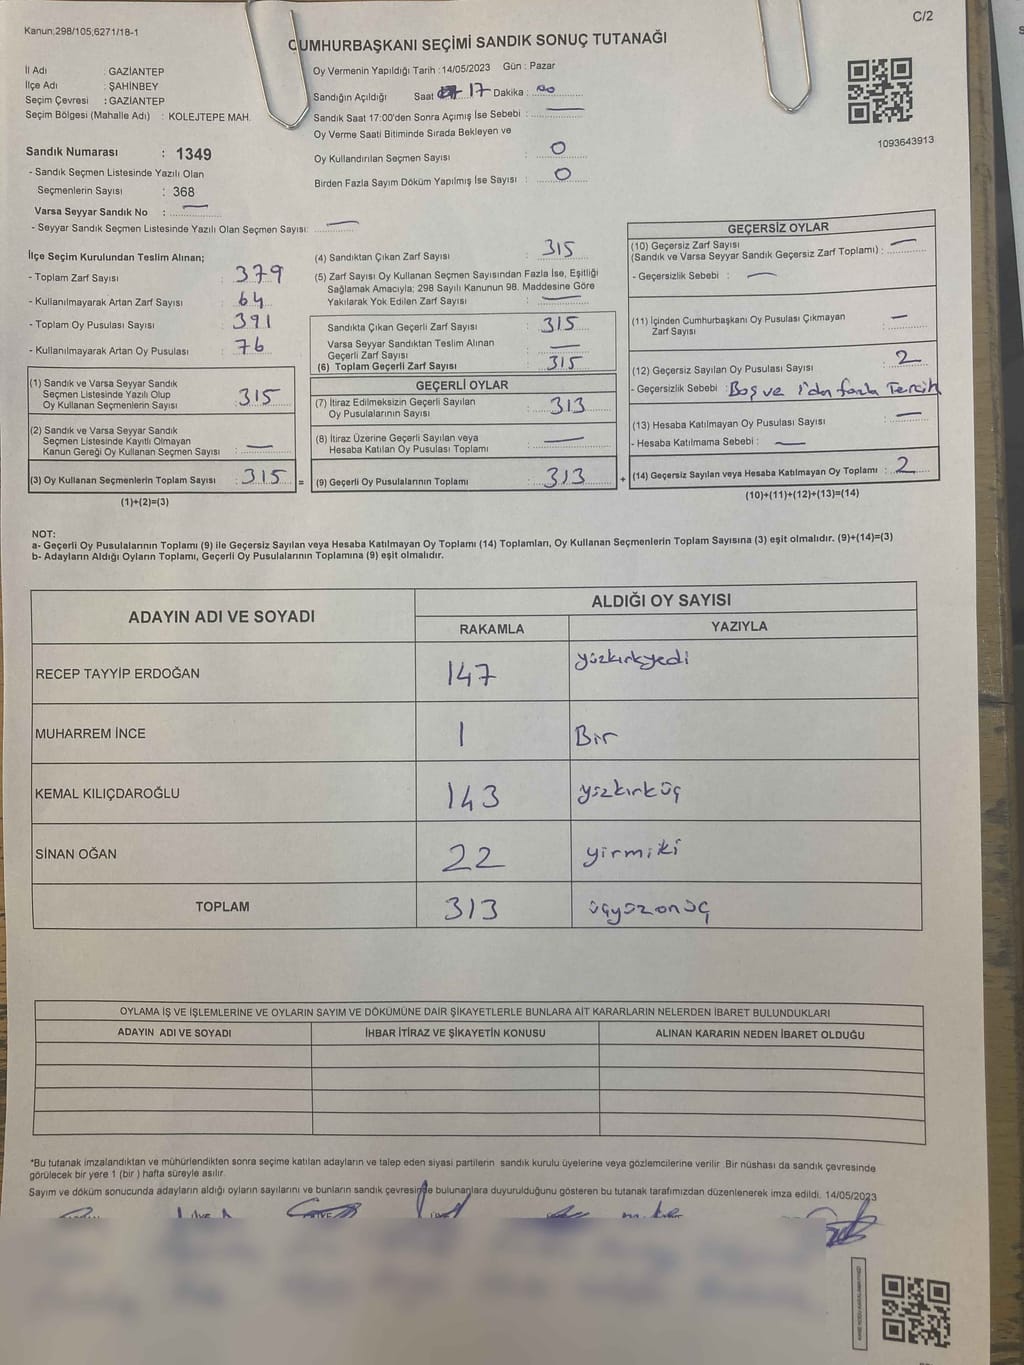 Kanun;298/105;6271/18-1
C/2
CUMHURBAŞKANI SEÇİMİ SANDIK SONUÇ TUTANAĞI
İl Adı : GAZİANTEP
İlçe Adı : ŞAHİNBEY
Seçim Çevresi : GAZİANTEP
Seçim Bölgesi (Mahalle Adı) : KOLEJTEPE MAH.
Sandık Numarası : 1349
- Sandık Seçmen Listesinde Yazılı Olan
Seçmenlerin Sayısı : 368
Varsa Seyyar Sandık No : —
- Seyyar Sandık Seçmen Listesinde Yazılı Olan Seçmen Sayısı: —
Oy Vermenin Yapıldığı Tarih :14/05/2023 Gün : Pazar
Sandığın Açıldığı Saat 17 Dakika : 00
Sandık Saat 17:00'den Sonra Açımış İse Sebebi : —
Oy Verme Saati Bitiminde Sırada Bekleyen ve
Oy Kullandırılan Seçmen Sayısı : 0
Birden Fazla Sayım Döküm Yapılmış İse Sayısı : 0
1093643913
İlçe Seçim Kurulundan Teslim Alınan;
- Toplam Zarf Sayısı : 379
- Kullanılmayarak Artan Zarf Sayısı : 64
- Toplam Oy Pusulası Sayısı : 391
- Kullanılmayarak Artan Oy Pusulası : 76
(1) Sandık ve Varsa Seyyar Sandık
Seçmen Listesinde Yazılı Olup
Oy Kullanan Seçmenlerin Sayısı : 315
(2) Sandık ve Varsa Seyyar Sandık
Seçmen Listesinde Kayıtlı Olmayan
Kanun Gereği Oy Kullanan Seçmen Sayısı : —
(3) Oy Kullanan Seçmenlerin Toplam Sayısı : 315 =
(1)+(2)=(3)
(4) Sandıktan Çıkan Zarf Sayısı : 315
(5) Zarf Sayısı Oy Kullanan Seçmen Sayısından Fazla İse, Eşitliği
Sağlamak Amacıyla; 298 Sayılı Kanunun 98. Maddesine Göre
Yakılarak Yok Edilen Zarf Sayısı : —
Sandıkta Çıkan Geçerli Zarf Sayısı : 315
Varsa Seyyar Sandıktan Teslim Alınan
Geçerli Zarf Sayısı : —
(6) Toplam Geçerli Zarf Sayısı : 315
GEÇERLİ OYLAR
(7) İtiraz Edilmeksizin Geçerli Sayılan
Oy Pusulalarının Sayısı : 313
(8) İtiraz Üzerine Geçerli Sayılan veya
Hesaba Katılan Oy Pusulası Toplamı : —
(9) Geçerli Oy Pusulalarının Toplamı : 313 +
GEÇERSİZ OYLAR
(10) Geçersiz Zarf Sayısı
(Sandık ve Varsa Seyyar Sandık Geçersiz Zarf Toplamı) : —
- Geçersizlik Sebebi : —
(11) İçinden Cumhurbaşkanı Oy Pusulası Çıkmayan
Zarf Sayısı : —
(12) Geçersiz Sayılan Oy Pusulası Sayısı : 2
- Geçersizlik Sebebi : Boş ve 1'den fazla Tercih
(13) Hesaba Katılmayan Oy Pusulası Sayısı : —
- Hesaba Katılmama Sebebi : —
(14) Geçersiz Sayılan veya Hesaba Katılmayan Oy Toplamı : 2
(10)+(11)+(12)+(13)=(14)
NOT:
a- Geçerli Oy Pusulalarının Toplamı (9) ile Geçersiz Sayılan veya Hesaba Katılmayan Oy Toplamı (14) Toplamları, Oy Kullanan Seçmenlerin Toplam Sayısına (3) eşit olmalıdır. (9)+(14)=(3)
b- Adayların Aldığı Oyların Toplamı, Geçerli Oy Pusulalarının Toplamına (9) eşit olmalıdır.
ADAYIN ADI VE SOYADI
ALDIĞI OY SAYISI
RAKAMLA YAZIYLA
RECEP TAYYİP ERDOĞAN 147 yüzkırkyedi
MUHARREM İNCE 1 Bir
KEMAL KILIÇDAROĞLU 143 yüzkırküç
SİNAN OĞAN 22 yirmiki
TOPLAM 313 üçyüzonüç
OYLAMA İŞ VE İŞLEMLERİNE VE OYLARIN SAYIM VE DÖKÜMÜNE DAİR ŞİKAYETLERLE BUNLARA AİT KARARLARIN NELERDEN İBARET BULUNDUKLARI
ADAYIN ADI VE SOYADI İHBAR İTİRAZ VE ŞİKAYETİN KONUSU ALINAN KARARIN NEDEN İBARET OLDUĞU
*Bu tutanak imzalandıktan ve mühürlendikten sonra seçime katılan adayların ve talep eden siyasi partilerin sandık kurulu üyelerine veya gözlemcilerine verilir. Bir nüshası da sandık çevresinde
görülecek bir yere 1 (bir) hafta süreyle asılır.
Sayım ve döküm sonucunda adayların aldığı oyların sayılarını ve bunların sandık çevresinde bulunanlara duyurulduğunu gösteren bu tutanak tarafımızdan düzenlenerek imza edildi. 14/05/2023